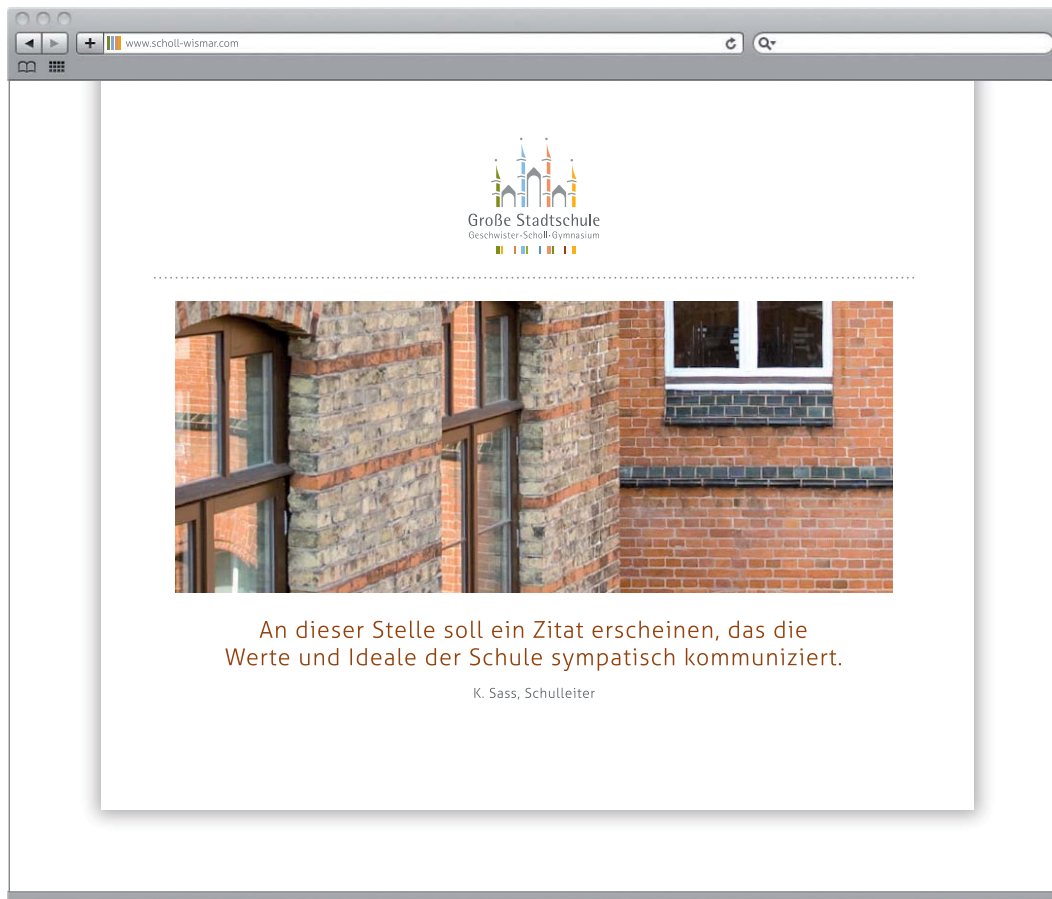 www.scholl-wismar.com
Große Stadtschule
Geschwister·Scholl·Gymnasium
An dieser Stelle soll ein Zitat erscheinen, das die
Werte und Ideale der Schule sympatisch kommuniziert.
K. Sass, Schulleiter